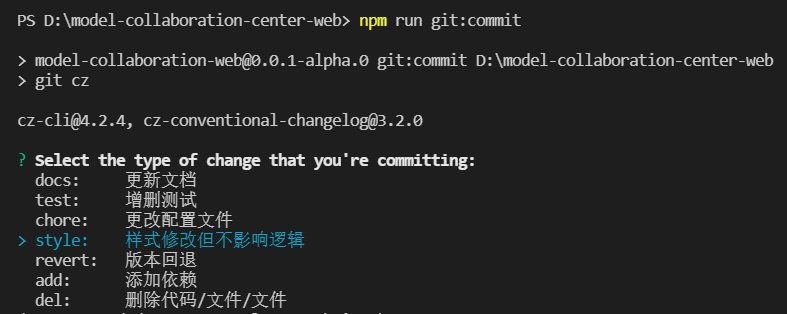 PS D:\model-collaboration-center-web> npm run git:commit
> model-collaboration-web@0.0.1-alpha.0 git:commit D:\model-collaboration-center-web
> git cz
cz-cli@4.2.4, cz-conventional-changelog@3.2.0
? Select the type of change that you're committing:
docs: 更新文档
test: 增删测试
chore: 更改配置文件
> style: 样式修改但不影响逻辑
revert: 版本回退
add: 添加依赖
del: 删除代码/文件/文件